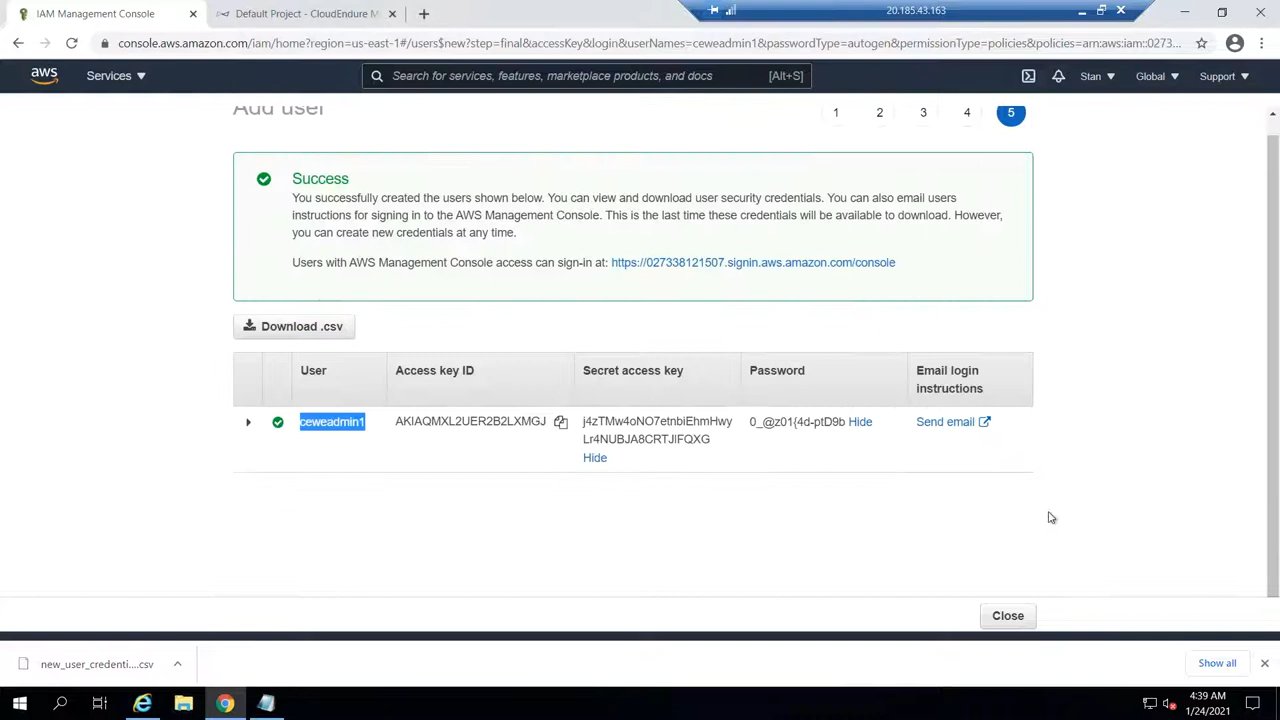 IAM Management Console
Default Project - CloudEndure M
20.185.43.163
console.aws.amazon.com/iam/home?region=us-east-1#/users$new?step=final&accessKey&login&userNames=ceweadmin1&passwordType=autogen&permissionType=policies&policies=arn:aws:iam::0273...
aws Services Search for services, features, marketplace products, and docs [Alt+S] Stan Global Support
Add user 1 2 3 4 5
Success
You successfully created the users shown below. You can view and download user security credentials. You can also email users
instructions for signing in to the AWS Management Console. This is the last time these credentials will be available to download. However,
you can create new credentials at any time.
Users with AWS Management Console access can sign-in at: https://027338121507.signin.aws.amazon.com/console
Download .csv
User Access key ID Secret access key Password Email login
instructions
ceweadmin1 AKIAQMXL2UER2B2LXMGJ j4zTMw4oNO7etnbiEhmHwy 0_@z01{4d-ptD9b Hide Send email
Lr4NUBJA8CRTJIFQXG
Hide
Close
new_user_credenti....csv Show all
4:39 AM
1/24/2021